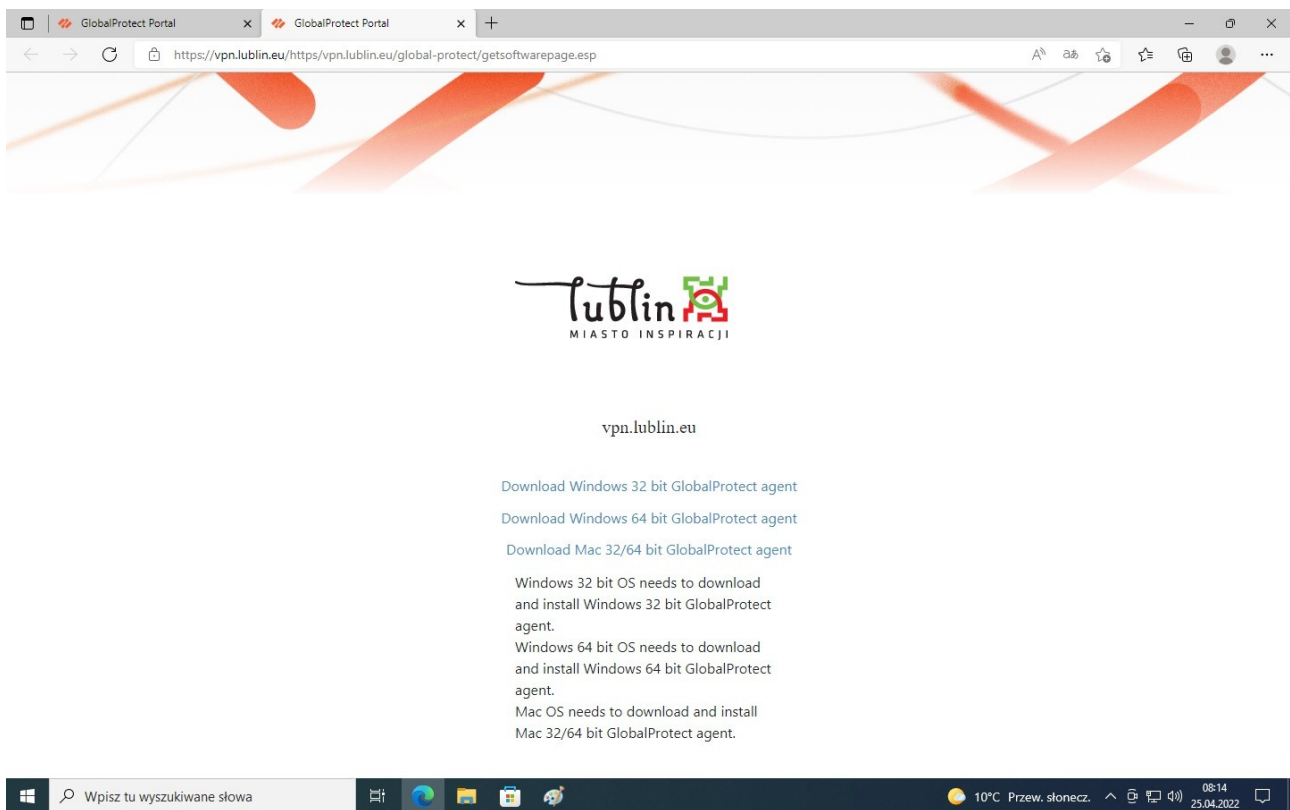 GlobalProtect Portal
GlobalProtect Portal
https://vpn.lublin.eu/https/vpn.lublin.eu/global-protect/getsoftwarepage.esp
lublin
MIASTO INSPIRACJI
vpn.lublin.eu
Download Windows 32 bit GlobalProtect agent
Download Windows 64 bit GlobalProtect agent
Download Mac 32/64 bit GlobalProtect agent
Windows 32 bit OS needs to download
and install Windows 32 bit GlobalProtect
agent.
Windows 64 bit OS needs to download
and install Windows 64 bit GlobalProtect
agent.
Mac OS needs to download and install
Mac 32/64 bit GlobalProtect agent.
Wpisz tu wyszukiwane słowa
10°C Przew. słonecz.
08:14
25.04.2022